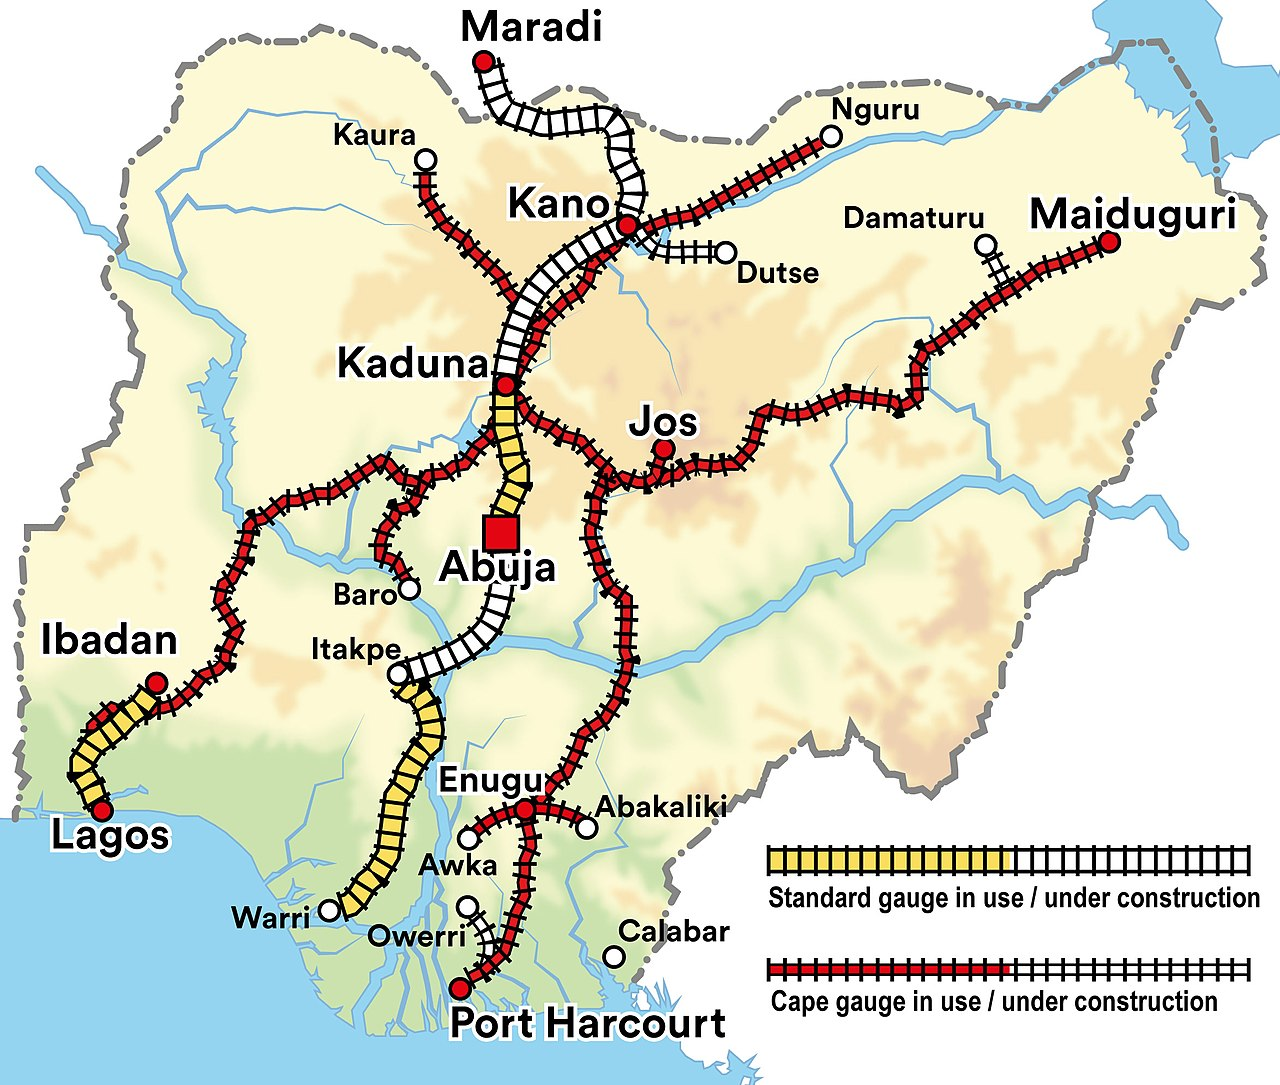 Maradi
Nguru
Kaura
Kano
Damaturu
Maiduguri
Dutse
Kaduna
Jos
Abuja
Baro
Ibadan
Itakpe
Enugu
Abakaliki
Lagos
Awka
Standard gauge in use / under construction
Warri
Owerri
Calabar
Cape gauge in use / under construction
Port Harcourt